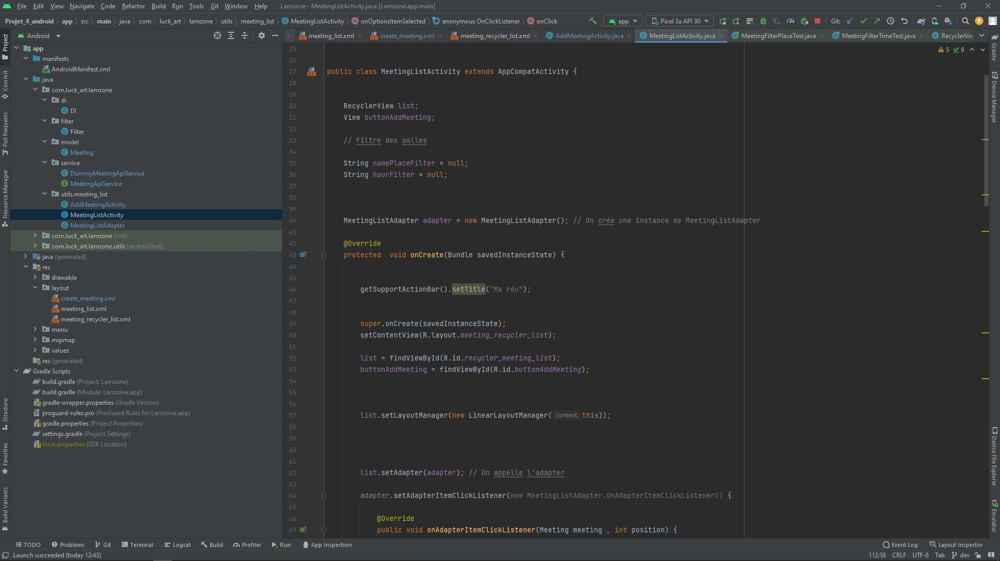 File Edit View Navigate Code Refactor Build Run Tools Git Window Help Lamzone - MeetingListActivity.java [Lamzone.app.main]
Projet_4_android app src main java com luck_art lamzone utils meeting_list MeetingListActivity onOptionsItemSelected anonymous OnClickListener onClick app Pixel 3a API 30 Git:
Android
meeting_list.xml create_meeting.xml meeting_recycler_list.xml AddMeetingActivity.java MeetingListActivity.java MeetingFilterPlaceTest.java MeetingFilterTimeTest.java RecyclerVie
Project
Commit
Pull Requests
Resource Manager
Structure
Favorites
Build Variants
app
manifests
AndroidManifest.xml
java
com.luck_art.lamzone
di
DI
filter
Filter
model
Meeting
service
DummyMeetingApiService
MeetingApiService
utils.meeting_list
AddMeetingActivity
MeetingListActivity
MeetingListAdapter
com.luck_art.lamzone (test)
com.luck_art.lamzone.utils (androidTest)
java (generated)
res
drawable
layout
create_meeting.xml
meeting_list.xml
meeting_recycler_list.xml
menu
mipmap
values
res (generated)
Gradle Scripts
build.gradle (Project: Lamzone)
build.gradle (Module: Lamzone.app)
gradle-wrapper.properties (Gradle Version)
proguard-rules.pro (ProGuard Rules for Lamzone.app)
gradle.properties (Project Properties)
settings.gradle (Project Settings)
local.properties (SDK Location)
5 9
25
26
27 public class MeetingListActivity extends AppCompatActivity {
28
29
30 RecyclerView list;
31 View buttonAddMeeting;
32
33 // Filtre des salles
34
35 String namePlaceFilter = null;
36 String hourFilter = null;
37
38
39
40 MeetingListAdapter adapter = new MeetingListAdapter(); // On crée une instance de MeetingListAdapter
41
42 @Override
43 protected  void onCreate(Bundle savedInstanceState) {
44
45
46 getSupportActionBar().setTitle("Ma réu");
47
48
49 super.onCreate(savedInstanceState);
50 setContentView(R.layout.meeting_recycler_list);
51
52 list = findViewById(R.id.recycler_meeting_list);
53 buttonAddMeeting = findViewById(R.id.buttonAddMeeting);
54
55
56
57 list.setLayoutManager(new LinearLayoutManager( context: this));
58
59
60
61
62 list.setAdapter(adapter); // On appelle l'adapter
63
64 adapter.setAdapterItemClickListener(new MeetingListAdapter.OnAdapterItemClickListener() {
65
66 @Override
67 public void onAdapterItemClickListener(Meeting meeting , int position) {
Gradle
Device Manager
Device File Explorer
Emulator
TODO Problems Git Terminal Logcat Build Profiler Run App Inspection Event Log Layout Inspector
Launch succeeded (today 12:43) 112:58 CRLF UTF-8 Tab dev